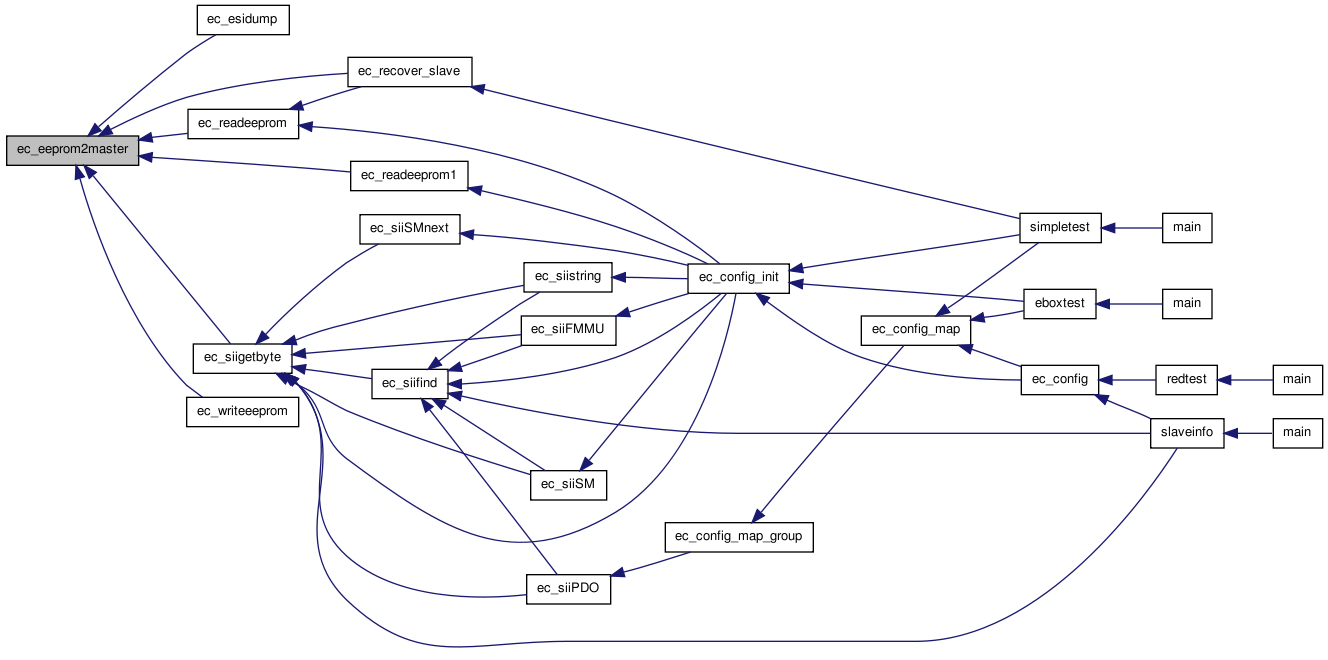 ec_esidump
ec_recover_slave
ec_readeeprom
ec_eeprom2master
ec_readeeprom1
ec_siiSMnext
simpletest
main
ec_siistring
ec_config_init
eboxtest
main
ec_siiFMMU
ec_config_map
ec_siigetbyte
ec_siifind
ec_config
redtest
main
ec_writeeeprom
slaveinfo
main
ec_siiSM
ec_config_map_group
ec_siiPDO